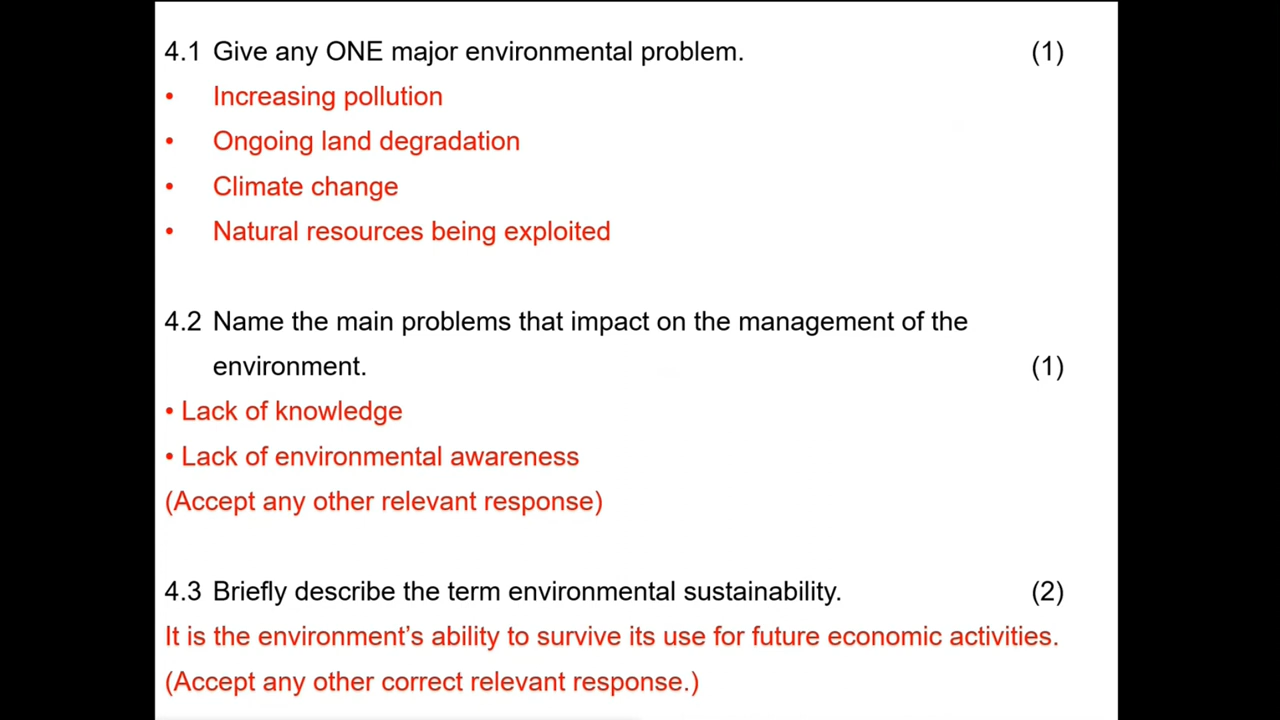 4.1 Give any ONE major environmental problem. (1)
• Increasing pollution
• Ongoing land degradation
• Climate change
• Natural resources being exploited
4.2 Name the main problems that impact on the management of the
environment. (1)
• Lack of knowledge
• Lack of environmental awareness
(Accept any other relevant response)
4.3 Briefly describe the term environmental sustainability. (2)
It is the environment’s ability to survive its use for future economic activities.
(Accept any other correct relevant response.)